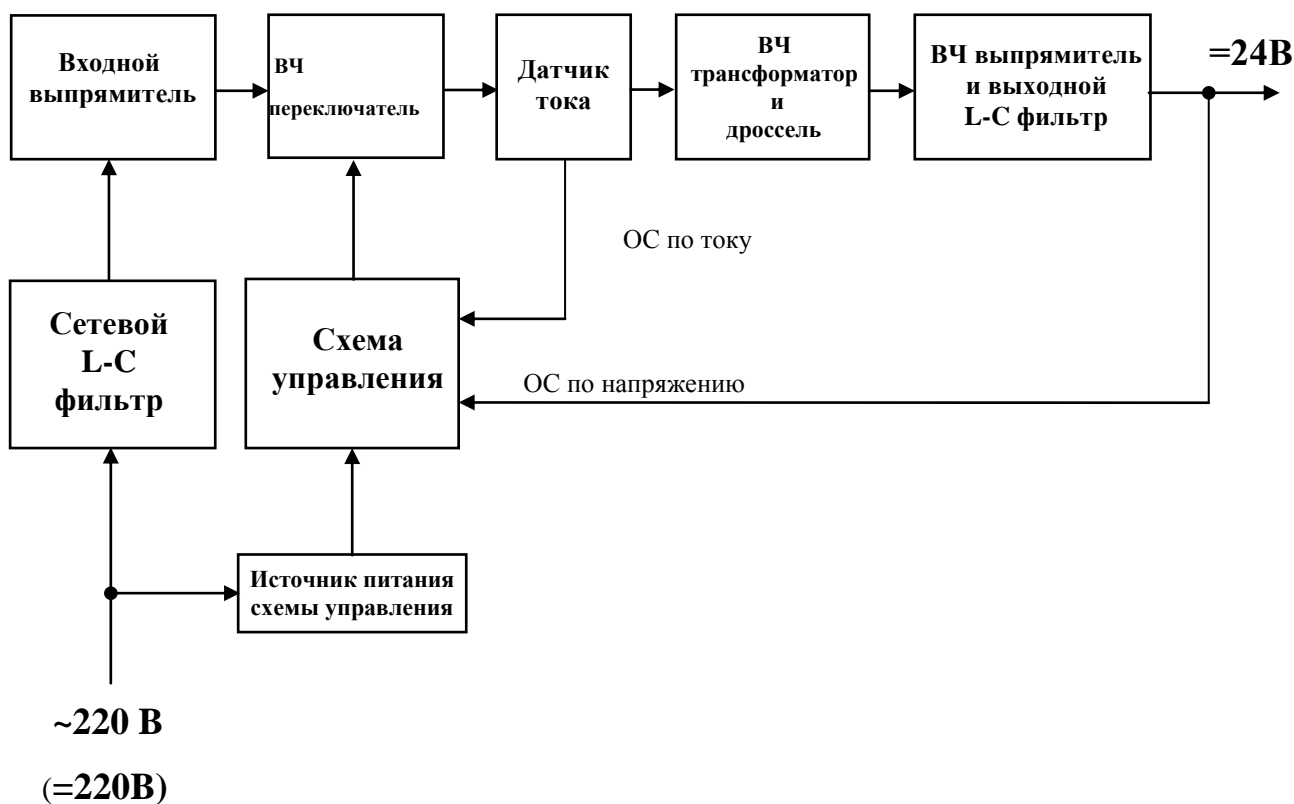 Входной
выпрямитель
ВЧ
переключатель
Датчик
тока
ВЧ
трансформатор
и
дроссель
ВЧ выпрямитель
и выходной
L-C фильтр
=24В
ОС по току
Сетевой
L-C
фильтр
Схема
управления
ОС по напряжению
Источник питания
схемы управления
~220 В
(=220В)